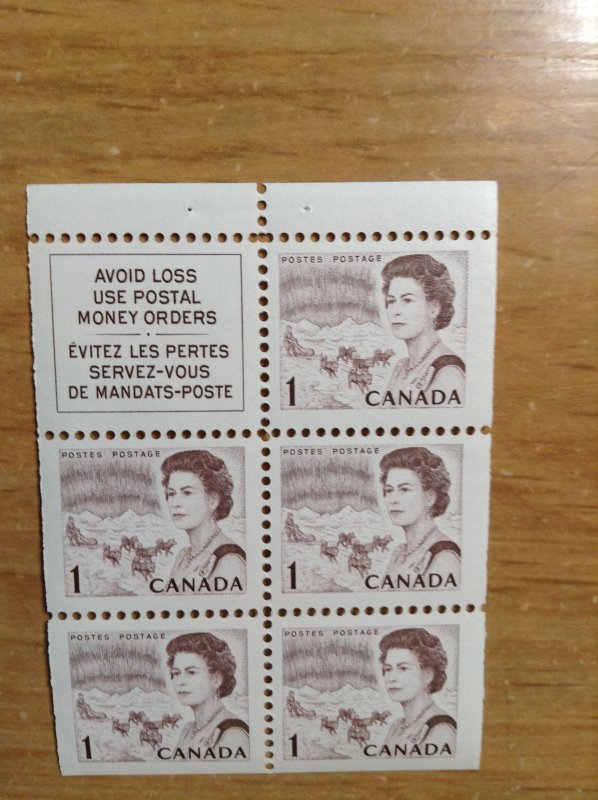 AVOID LOSS
USE POSTAL
MONEY ORDERS
ÉVITEZ LES PERTES
SERVEZ-VOUS
DE MANDATS-POSTE
POSTES POSTAGE
1 CANADA
POSTES POSTAGE
1 CANADA
POSTES POSTAGE
1 CANADA
POSTES POSTAGE
1 CANADA
POSTES POSTAGE
1 CANADA